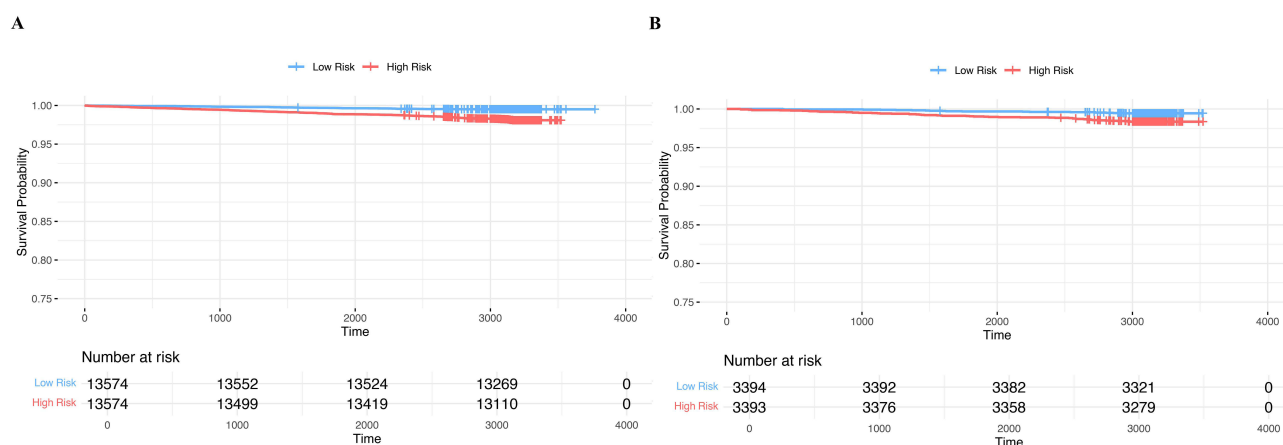 A
Low Risk High Risk
Survival Probability
1.00
0.95
0.90
0.85
0.80
0.75
0 1000 2000 3000 4000
Time
Number at risk
Low Risk 13574 13552 13524 13269 0
High Risk 13574 13499 13419 13110 0
0 1000 2000 3000 4000
Time
B
Low Risk High Risk
Survival Probability
1.00
0.95
0.90
0.85
0.80
0.75
0 1000 2000 3000 4000
Time
Number at risk
Low Risk 3394 3392 3382 3321 0
High Risk 3393 3376 3358 3279 0
0 1000 2000 3000 4000
Time